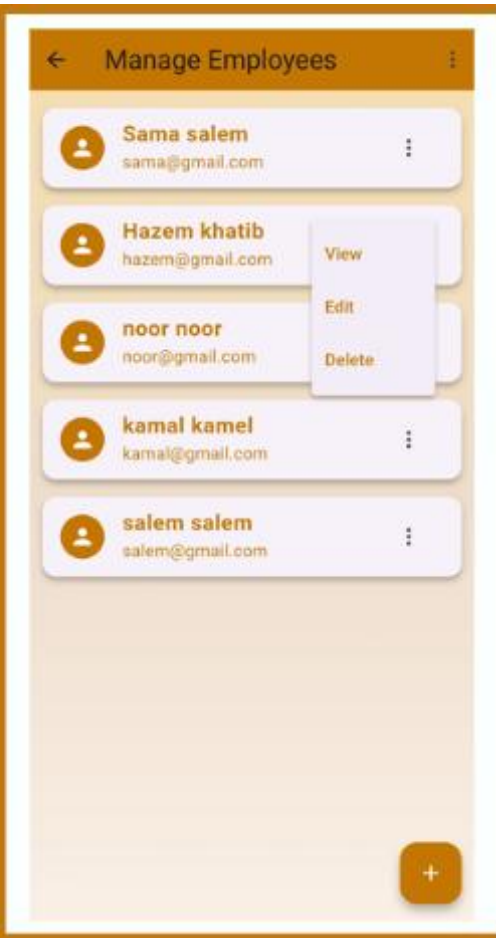 Manage Employees
Sama salem
sama@gmail.com
Hazem khatib
hazem@gmail.com
View
Edit
noor noor
noor@gmail.com
Delete
kamal kamel
kamal@gmail.com
salem salem
salem@gmail.com
+